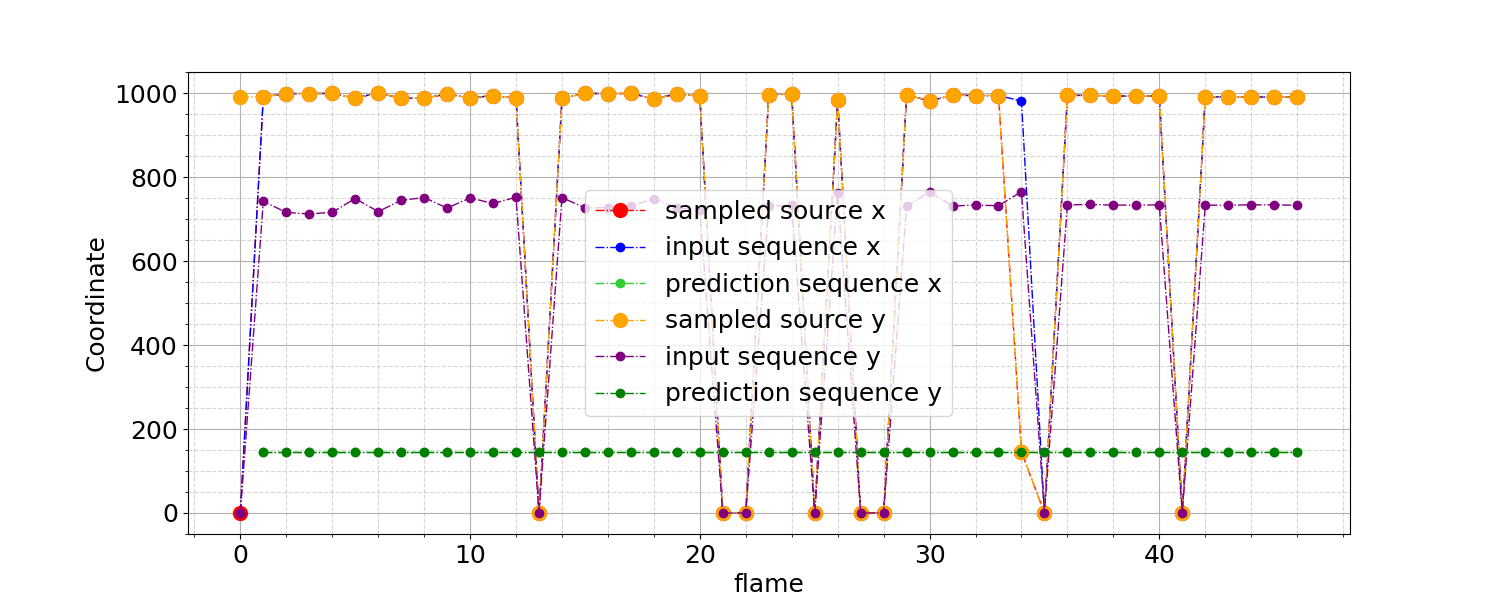 1000
800
600
400
200
0
Coordinate
sampled source x
input sequence x
prediction sequence x
sampled source y
input sequence y
prediction sequence y
0 10 20 30 40
flame